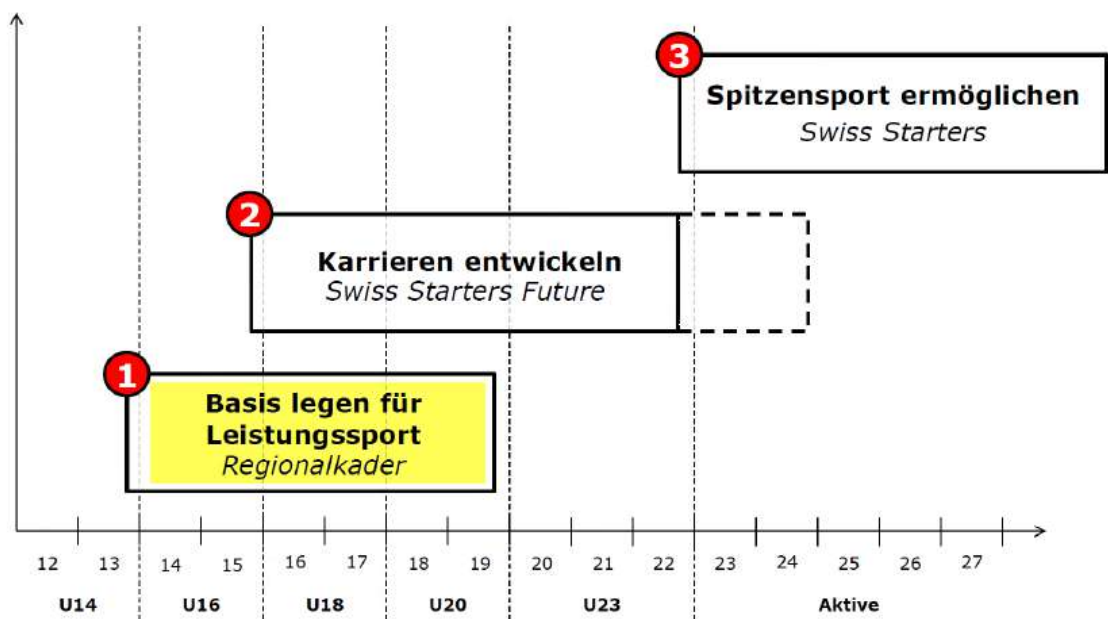 3
Spitzensport ermöglichen
Swiss Starters
2
Karrieren entwickeln
Swiss Starters Future
1
Basis legen für
Leistungssport
Regionalkader
12 13 14 15 16 17 18 19 20 21 22 23 24 25 26 27
U14 U16 U18 U20 U23 Aktive